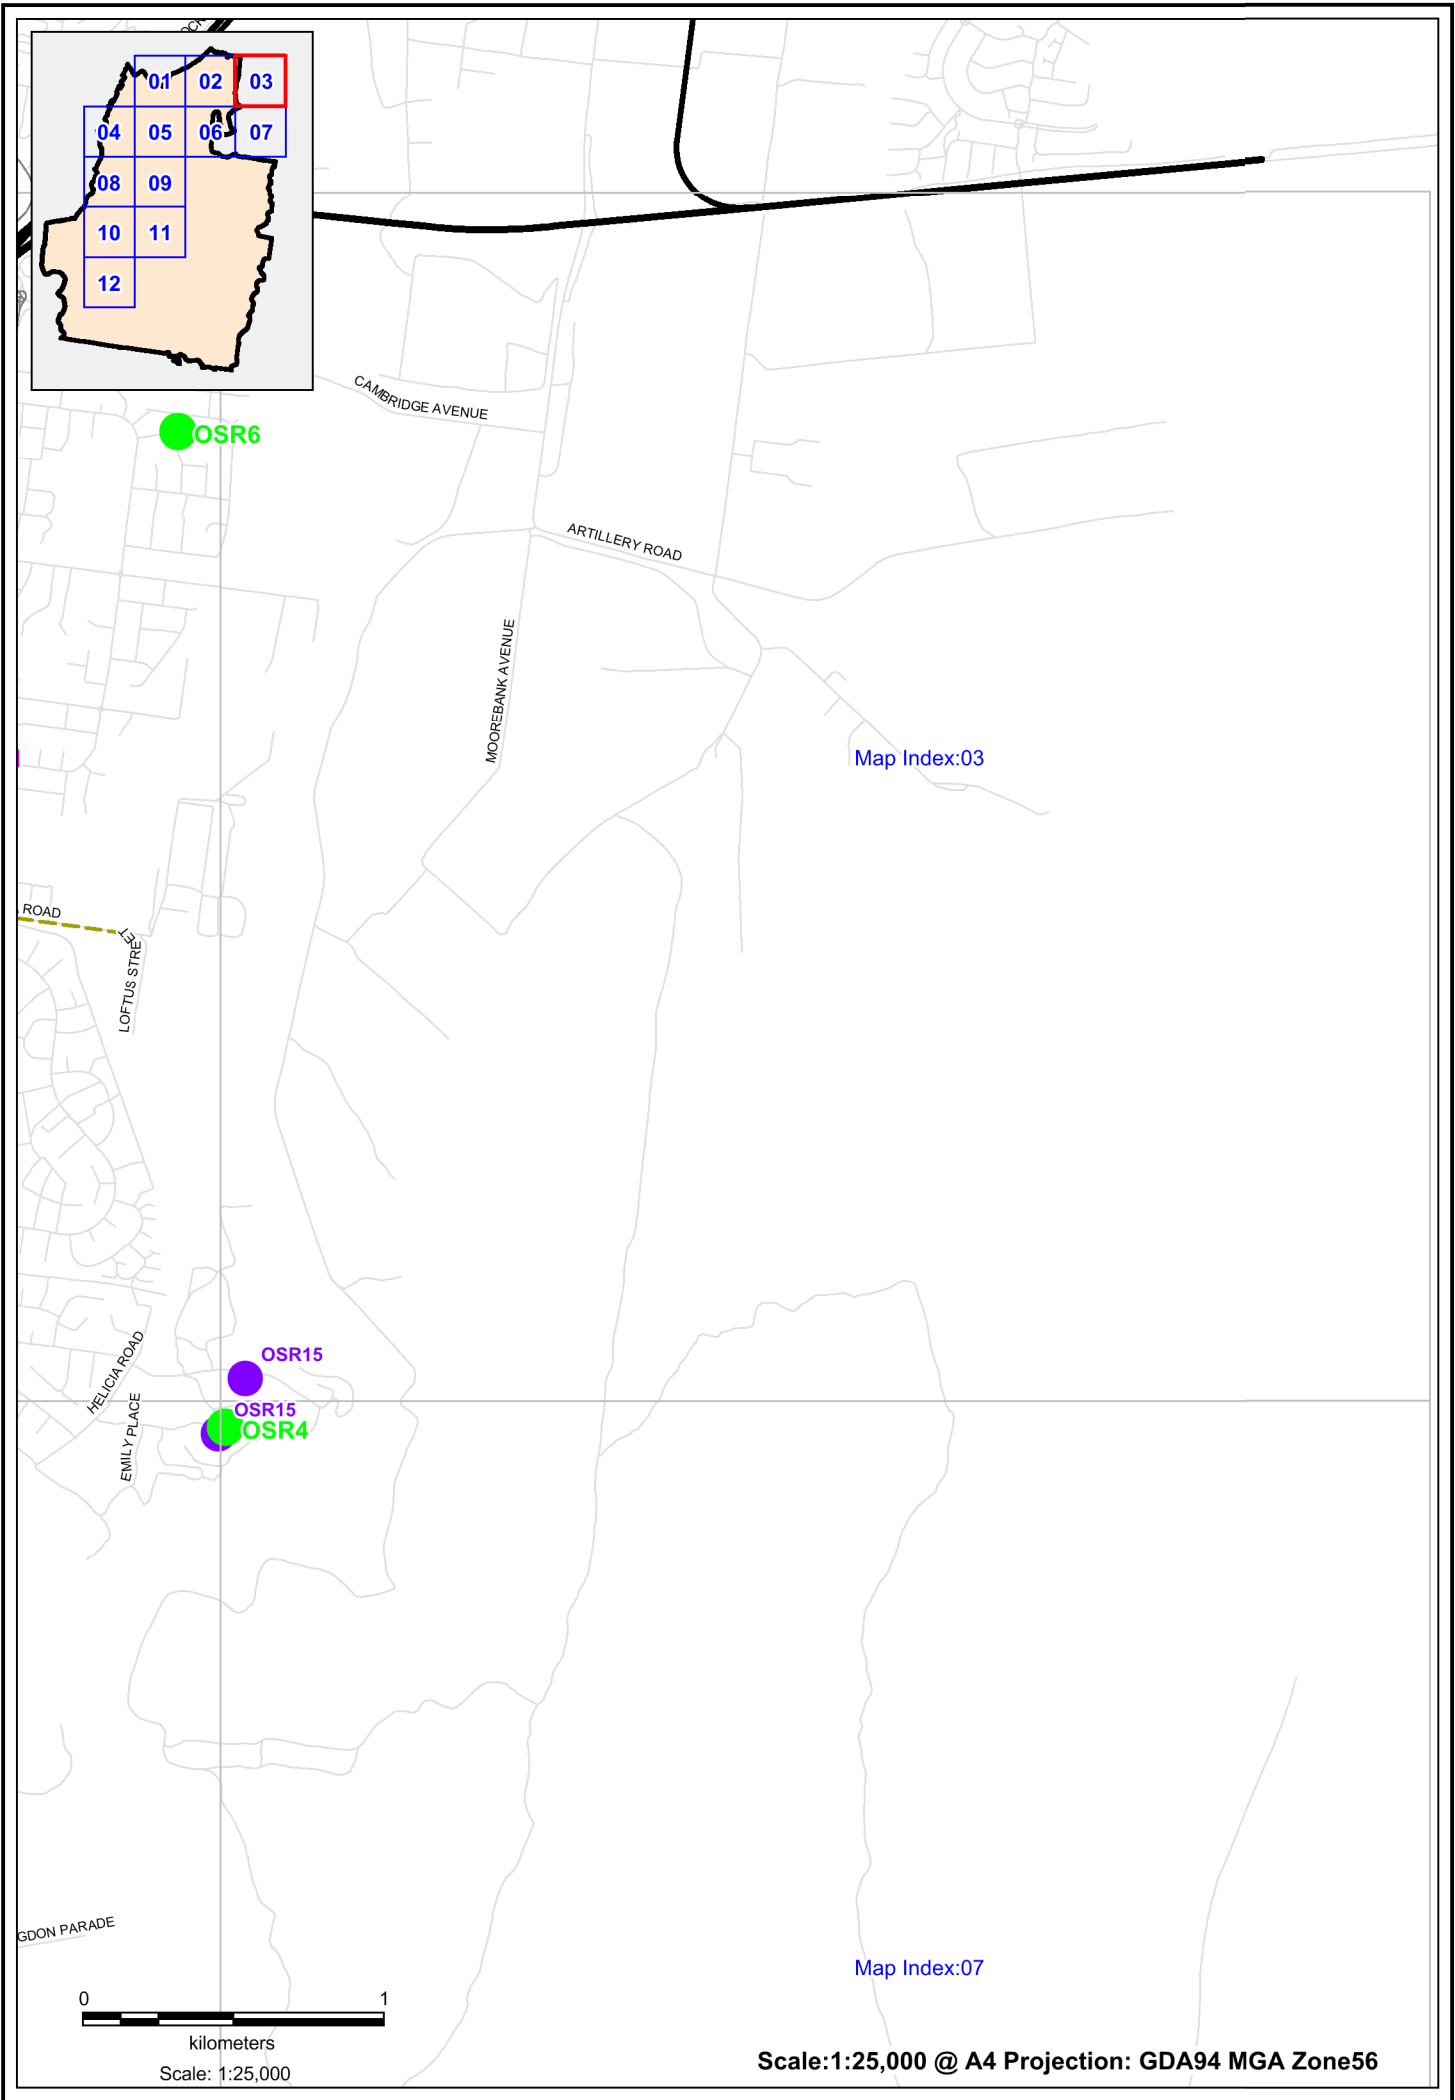 OCK
01
02
03
04
05
06
07
08
09
10
11
12
CAMBRIDGE AVENUE
OSR6
ARTILLERY ROAD
MOOREBANK AVENUE
Map Index:03
ROAD
LOFTUS STREET
HELICIA ROAD
EMILY PLACE
OSR15
OSR15
OSR4
GDON PARADE
Map Index:07
0 1
kilometers
Scale: 1:25,000
Scale:1:25,000 @ A4 Projection: GDA94 MGA Zone56